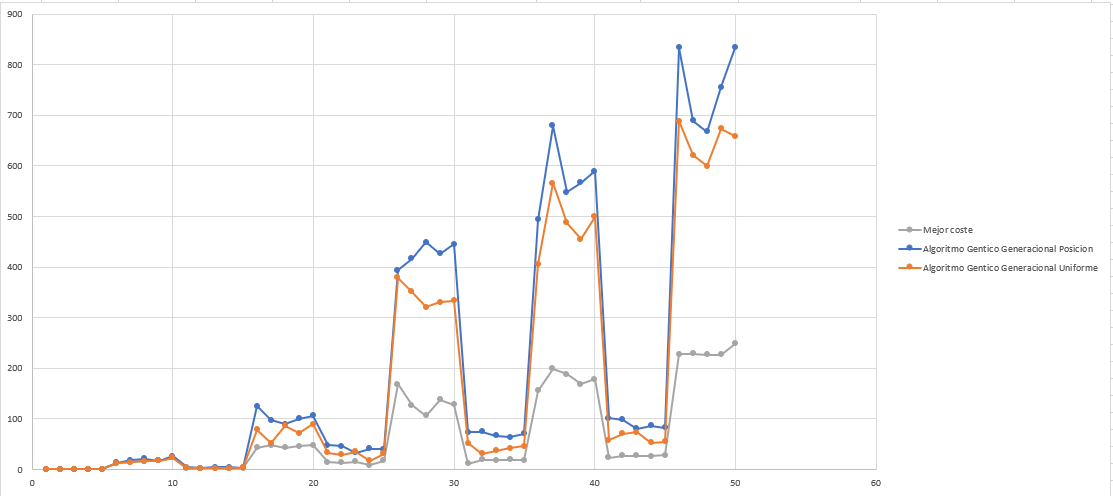 900
800
700
600
500
400
300
200
100
0
0 10 20 30 40 50 60
Mejor coste
Algoritmo Gentico Generacional Posicion
Algoritmo Gentico Generacional Uniforme